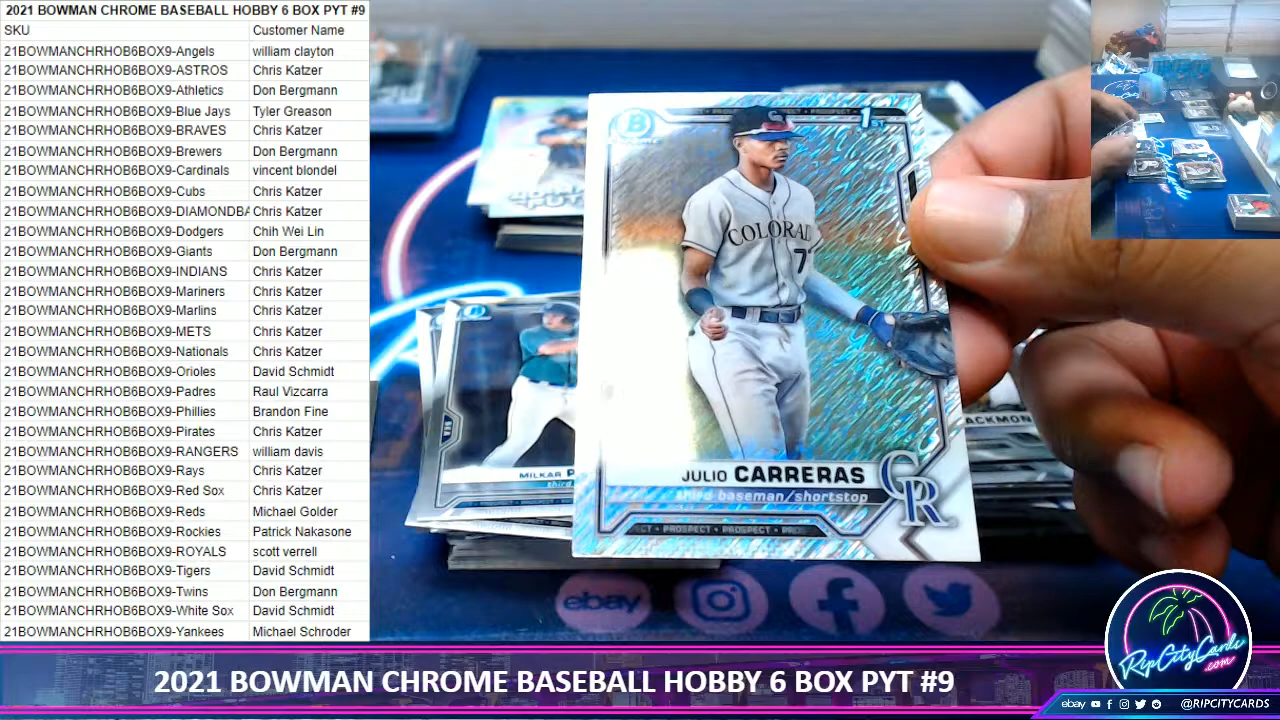 2021 BOWMAN CHROME BASEBALL HOBBY 6 BOX PYT #9
SKU Customer Name
21BOWMANCHRHOB6BOX9-Angels william clayton
21BOWMANCHRHOB6BOX9-ASTROS Chris Katzer
21BOWMANCHRHOB6BOX9-Athletics Don Bergmann
21BOWMANCHRHOB6BOX9-Blue Jays Tyler Greason
21BOWMANCHRHOB6BOX9-BRAVES Chris Katzer
21BOWMANCHRHOB6BOX9-Brewers Don Bergmann
21BOWMANCHRHOB6BOX9-Cardinals vincent blondel
21BOWMANCHRHOB6BOX9-Cubs Chris Katzer
21BOWMANCHRHOB6BOX9-DIAMONDBA Chris Katzer
21BOWMANCHRHOB6BOX9-Dodgers Chih Wei Lin
21BOWMANCHRHOB6BOX9-Giants Don Bergmann
21BOWMANCHRHOB6BOX9-INDIANS Chris Katzer
21BOWMANCHRHOB6BOX9-Mariners Chris Katzer
21BOWMANCHRHOB6BOX9-Marlins Chris Katzer
21BOWMANCHRHOB6BOX9-METS Chris Katzer
21BOWMANCHRHOB6BOX9-Nationals Chris Katzer
21BOWMANCHRHOB6BOX9-Orioles David Schmidt
21BOWMANCHRHOB6BOX9-Padres Raul Vizcarra
21BOWMANCHRHOB6BOX9-Phillies Brandon Fine
21BOWMANCHRHOB6BOX9-Pirates Chris Katzer
21BOWMANCHRHOB6BOX9-RANGERS william davis
21BOWMANCHRHOB6BOX9-Rays Chris Katzer
21BOWMANCHRHOB6BOX9-Red Sox Chris Katzer
21BOWMANCHRHOB6BOX9-Reds Michael Golder
21BOWMANCHRHOB6BOX9-Rockies Patrick Nakasone
21BOWMANCHRHOB6BOX9-ROYALS scott verrell
21BOWMANCHRHOB6BOX9-Tigers David Schmidt
21BOWMANCHRHOB6BOX9-Twins Don Bergmann
21BOWMANCHRHOB6BOX9-White Sox David Schmidt
21BOWMANCHRHOB6BOX9-Yankees Michael Schroder
B
1ST
COLORAD
7
JULIO CARRERAS
third baseman/shortstop
CR
PROSPECT • PROSPECT
MILKAR
third
ACKMON
ebay
RipCityCards
.com
2021 BOWMAN CHROME BASEBALL HOBBY 6 BOX PYT #9
ebay @RIPCITYCARDS